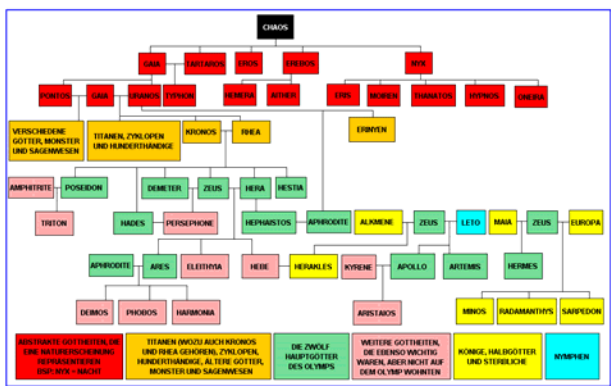 CHAOS
GAIA TARTAROS EROS EREBOS NYX
PONTOS GAIA URANOS TYPHON HEMERA AITHER ERIS MOIREN THANATOS HYPNOS ONEIRA
VERSCHIEDENE
GÖTTER, MONSTER
UND SAGENWESEN
TITANEN, ZYKLOPEN
UND HUNDERTHÄNDIGE
KRONOS RHEA ERINYEN
AMPHITRITE POSEIDON DEMETER ZEUS HERA HESTIA
TRITON HADES PERSEPHONE HEPHAISTOS APHRODITE ALKMENE ZEUS LETO MAIA ZEUS EUROPA
APHRODITE ARES ELEITHYIA HEBE HERAKLES KYRENE APOLLO ARTEMIS HERMES
DEIMOS PHOBOS HARMONIA ARISTAIOS MINOS RADAMANTHYS SARPEDON
ABSTRAKTE GOTTHEITEN, DIE
EINE NATURERSCHEINUNG
REPRÄSENTIEREN
BSP: NYX = NACHT
TITANEN (WOZU AUCH KRONOS
UND RHEA GEHÖREN), ZYKLOPEN,
HUNDERTHÄNDIGE, ÄLTERE GÖTTER,
MONSTER UND SAGENWESEN
DIE ZWÖLF
HAUPTGÖTTER
DES OLYMPS
WEITERE GOTTHEITEN,
DIE EBENSO WICHTIG
WAREN, ABER NICHT AUF
DEM OLYMP WOHNTEN
KÖNIGE, HALBGÖTTER
UND STERBLICHE
NYMPHEN